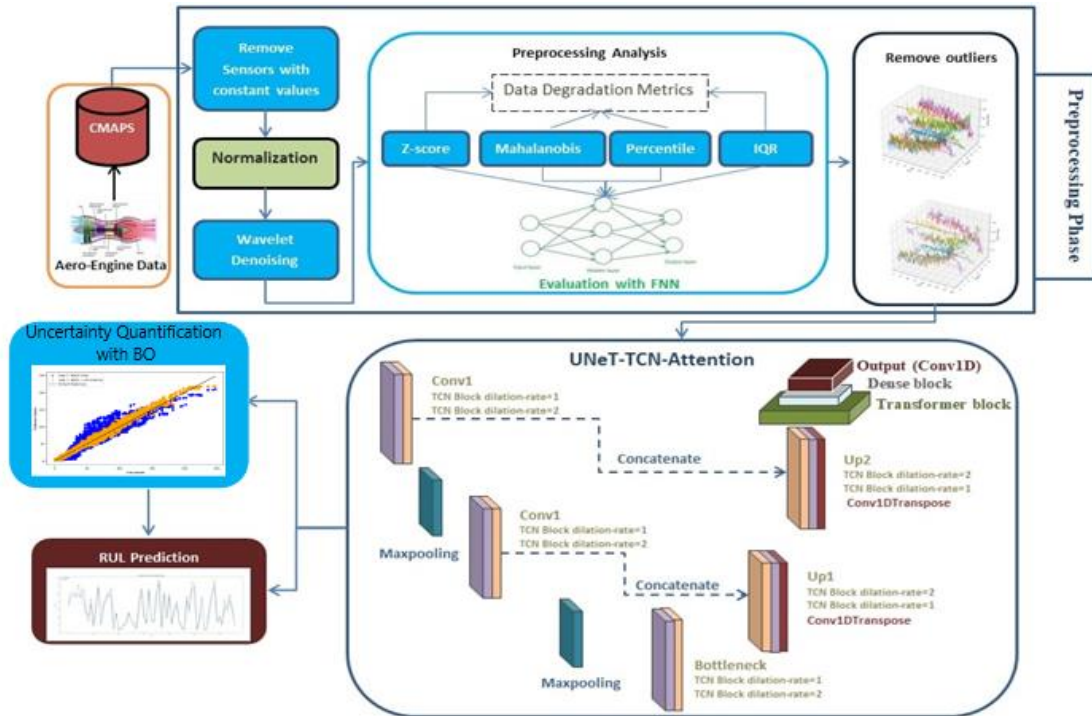 Aero-Engine Data
CMAPS
Remove
Sensors with
constant values
Normalization
Wavelet
Denoising
Preprocessing Analysis
Data Degradation Metrics
Z-score
Mahalanobis
Percentile
IQR
Evaluation with FNN
Remove outliers
Preprocessing Phase
Uncertainty Quantification
with BO
RUL Prediction
UNeT-TCN-Attention
Conv1
TCN Block dilation-rate=1
TCN Block dilation-rate=2
Maxpooling
Conv1
TCN Block dilation-rate=1
TCN Block dilation-rate=2
Maxpooling
Bottleneck
TCN Block dilation-rate=1
TCN Block dilation-rate=2
Concatenate
Concatenate
Up1
TCN Block dilation-rate=2
TCN Block dilation-rate=1
Conv1DTranspose
Up2
TCN Block dilation-rate=2
TCN Block dilation-rate=1
Conv1DTranspose
Output (Conv1D)
Dense block
Transformer block